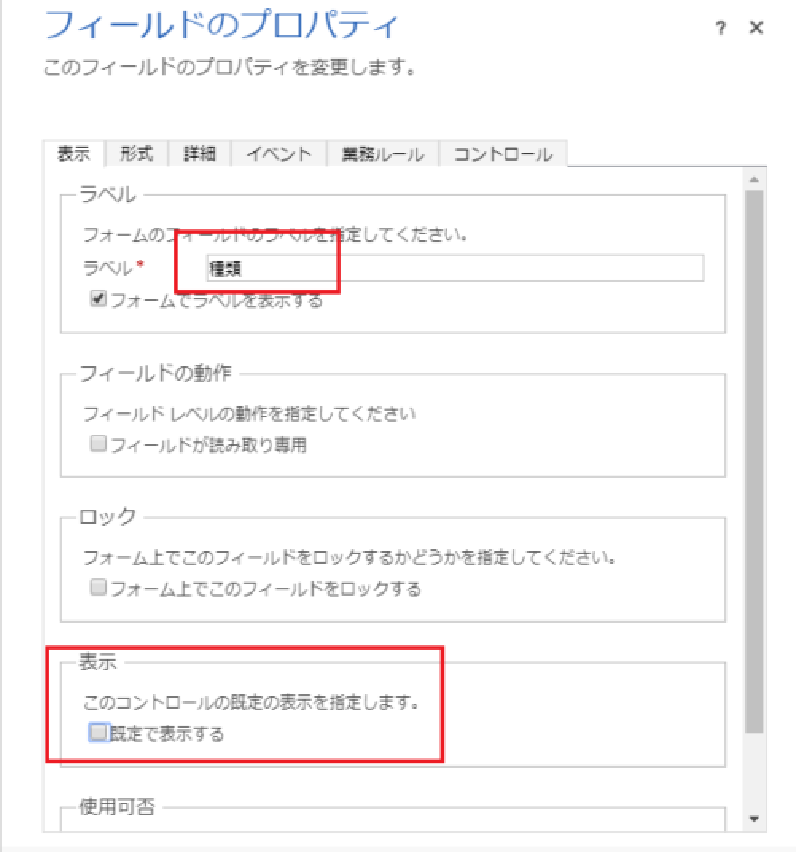 フィールドのプロパティ
? ×
このフィールドのプロパティを変更します。
表示 形式 詳細 イベント 業務ルール コントロール
ラベル
フォームのフィールドのラベルを指定してください。
ラベル* 種類
フォームでラベルを表示する
フィールドの動作
フィールド レベルの動作を指定してください
フィールドが読み取り専用
ロック
フォーム上でこのフィールドをロックするかどうかを指定してください。
フォーム上でこのフィールドをロックする
表示
このコントロールの既定の表示を指定します。
既定で表示する
使用可否